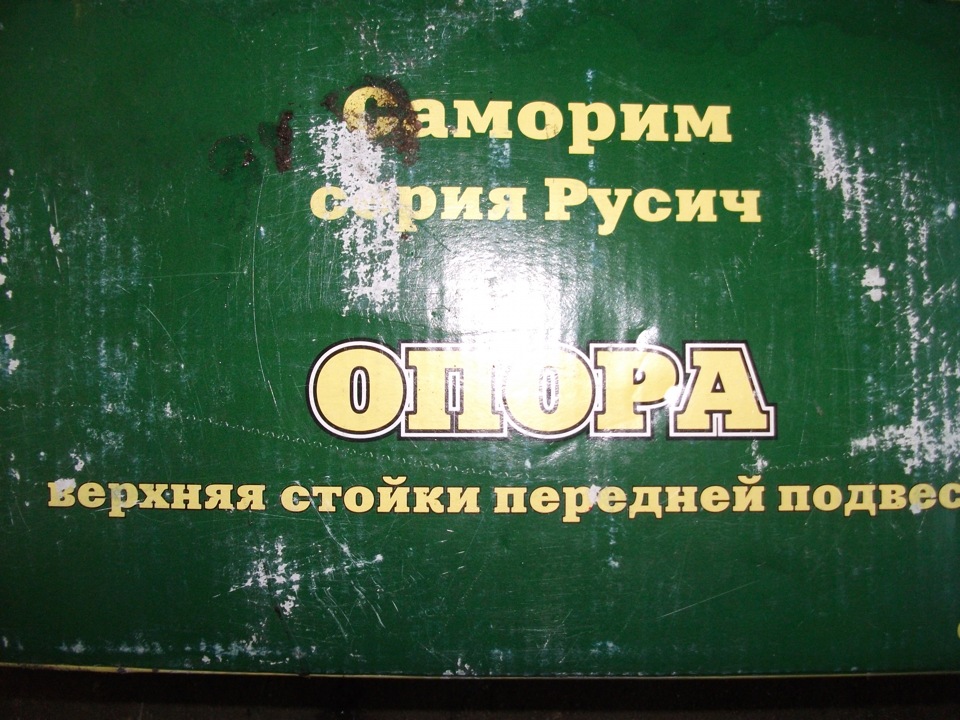 Саморим
серия Русич
ОПОРА
верхняя стойки передней подвес